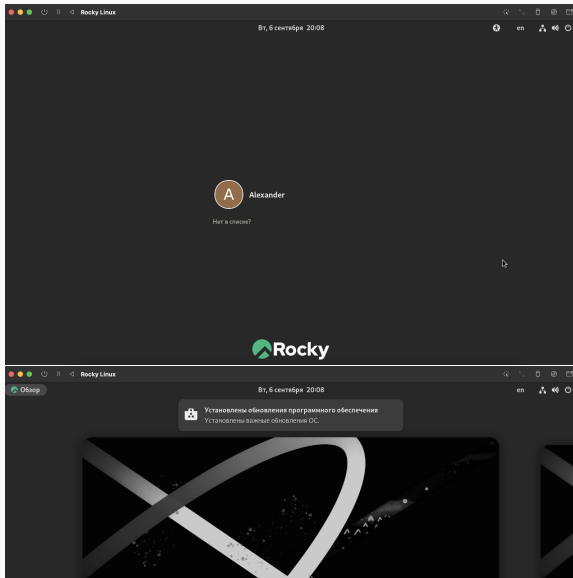 Rocky Linux
Вт, 6 сентября 20:08
en
A
Alexander
Нет в списке?
Rocky
Rocky Linux
Обзор
Вт, 6 сентября 20:08
en
Установлены обновления программного обеспечения
Установлены важные обновления ОС.